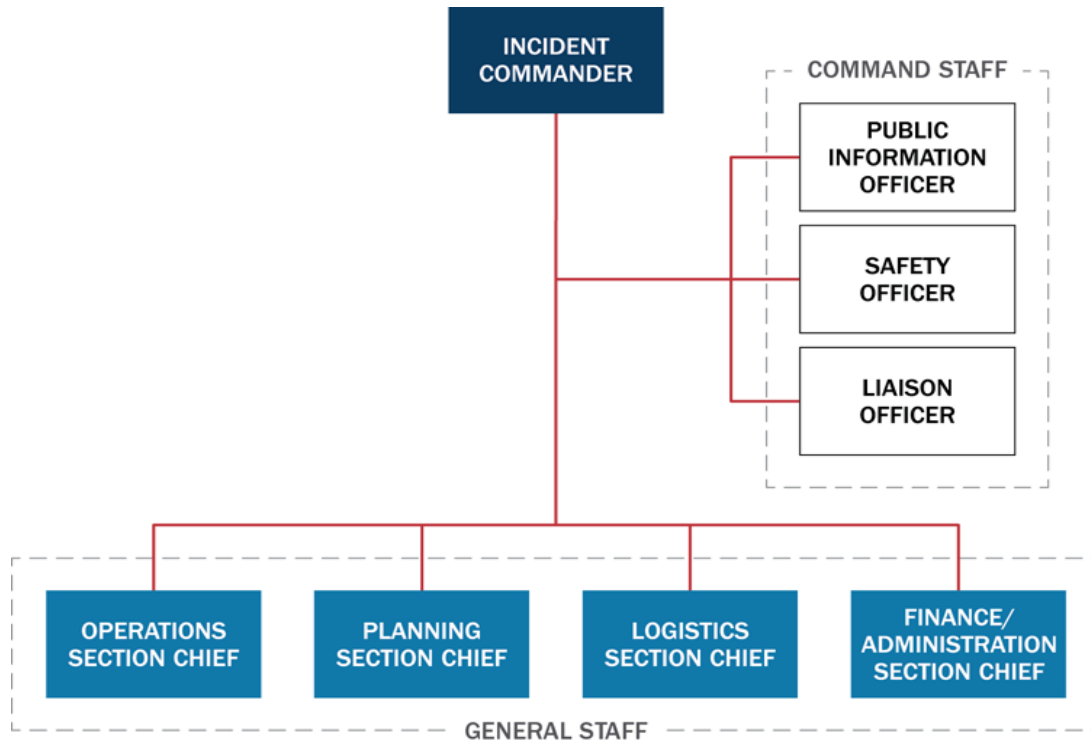 INCIDENT
COMMANDER
COMMAND STAFF
PUBLIC
INFORMATION
OFFICER
SAFETY
OFFICER
LIAISON
OFFICER
OPERATIONS
SECTION CHIEF
PLANNING
SECTION CHIEF
LOGISTICS
SECTION CHIEF
FINANCE/
ADMINISTRATION
SECTION CHIEF
GENERAL STAFF